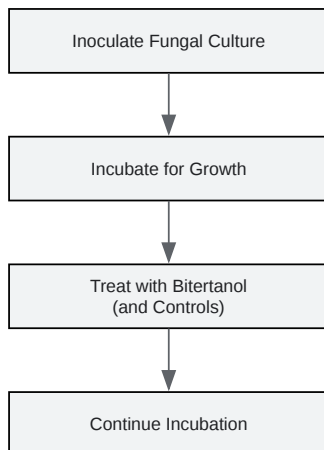 Inoculate Fungal Culture
Incubate for Growth
Treat with Bitertanol
(and Controls)
Continue Incubation